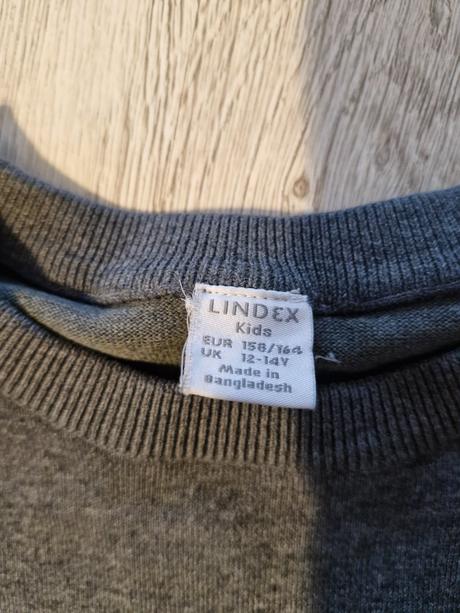 LINDEX
Kids
EUR 158/164
UK 12-14Y
Made in
Bangladesh